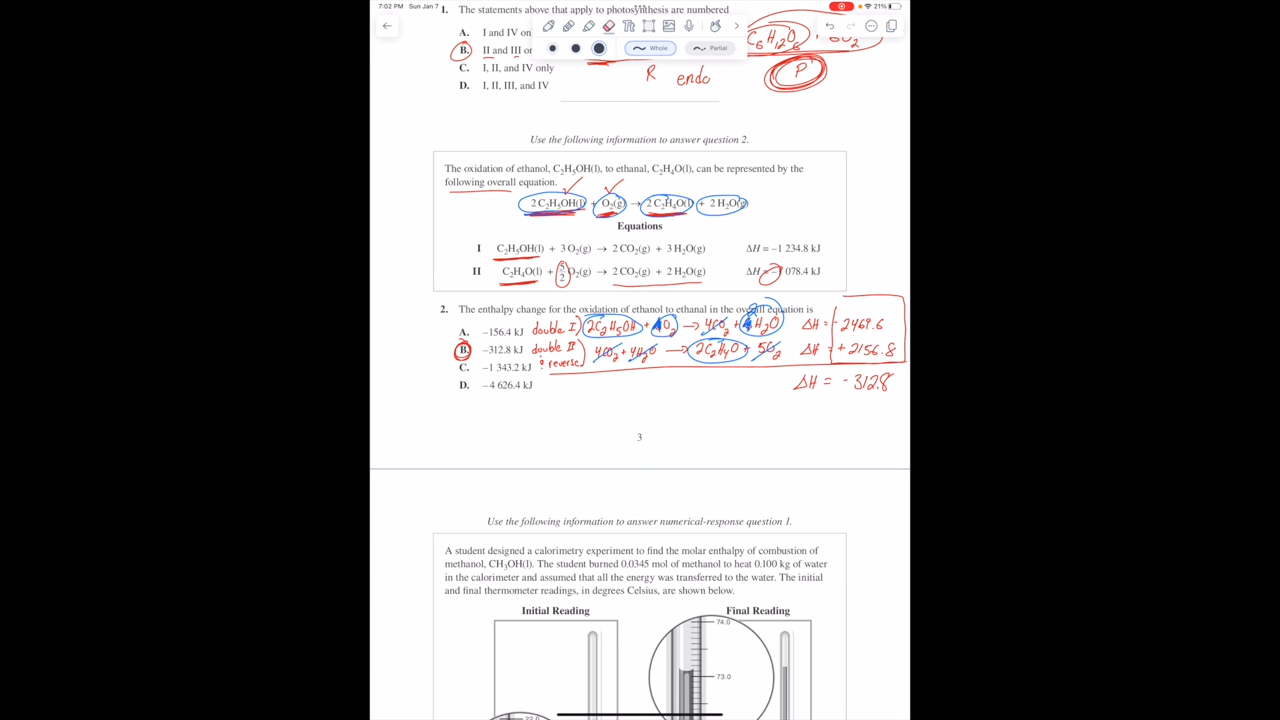 7:02 PM Sun Jan 7
21%
1. The statements above that apply to photosynthesis are numbered
A. I and IV on
B. II and III or
C. I, II, and IV only
D. I, II, III, and IV
Whole
Partial
C6H12O6 + 6O2
R endo
P
Use the following information to answer question 2.
The oxidation of ethanol, C2H5OH(l), to ethanal, C2H4O(l), can be represented by the
following overall equation.
2 C2H5OH(l) + O2(g) → 2 C2H4O(l) + 2 H2O(g)
Equations
I C2H5OH(l) + 3 O2(g) → 2 CO2(g) + 3 H2O(g) ΔH = −1 234.8 kJ
II C2H4O(l) + 5/2 O2(g) → 2 CO2(g) + 2 H2O(g) ΔH = −1 078.4 kJ
2. The enthalpy change for the oxidation of ethanol to ethanal in the overall equation is
A. −156.4 kJ
B. −312.8 kJ
C. −1 343.2 kJ
D. −4 626.4 kJ
double I) 2C2H5OH + O2 → 4CO2 + H2O ΔH = -2469.6
double II) 4CO2 + 4H2O → 2C2H4O + 5O2 ΔH = +2156.8
reverse
ΔH = -312.8
3
Use the following information to answer numerical-response question 1.
A student designed a calorimetry experiment to find the molar enthalpy of combustion of
methanol, CH3OH(l). The student burned 0.0345 mol of methanol to heat 0.100 kg of water
in the calorimeter and assumed that all the energy was transferred to the water. The initial
and final thermometer readings, in degrees Celsius, are shown below.
Initial Reading Final Reading
74.0
73.0